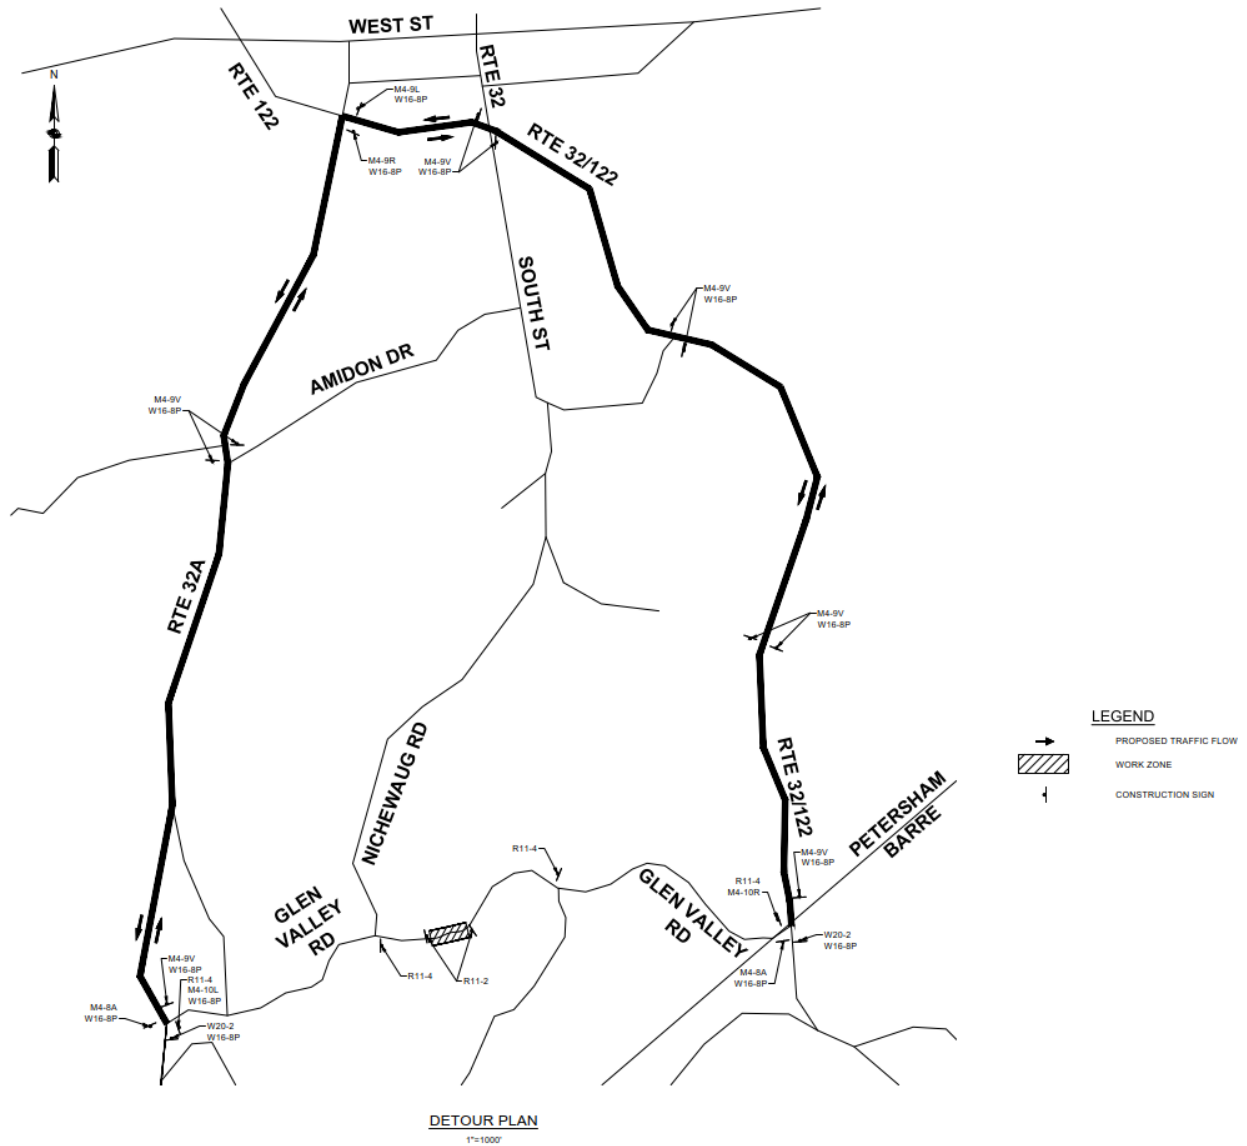 WEST ST
N
RTE 122
RTE 32
M4-9L
W16-8P
RTE 32/122
M4-9R
W16-8P
M4-9V
W16-8P
SOUTH ST
M4-9V
W16-8P
AMIDON DR
M4-9V
W16-8P
RTE 32A
M4-9V
W16-8P
LEGEND
PROPOSED TRAFFIC FLOW
WORK ZONE
CONSTRUCTION SIGN
NICHEWAUG RD
RTE 32/122
PETERSHAM
BARRE
R11-4
M4-9V
W16-8P
R11-4
M4-10R
GLEN
VALLEY
RD
GLEN VALLEY
RD
W20-2
W16-8P
M4-9V
W16-8P
R11-4
M4-10L
W16-8P
R11-4
R11-2
M4-8A
W16-8P
M4-8A
W16-8P
W20-2
W16-8P
DETOUR PLAN
1"=1000'